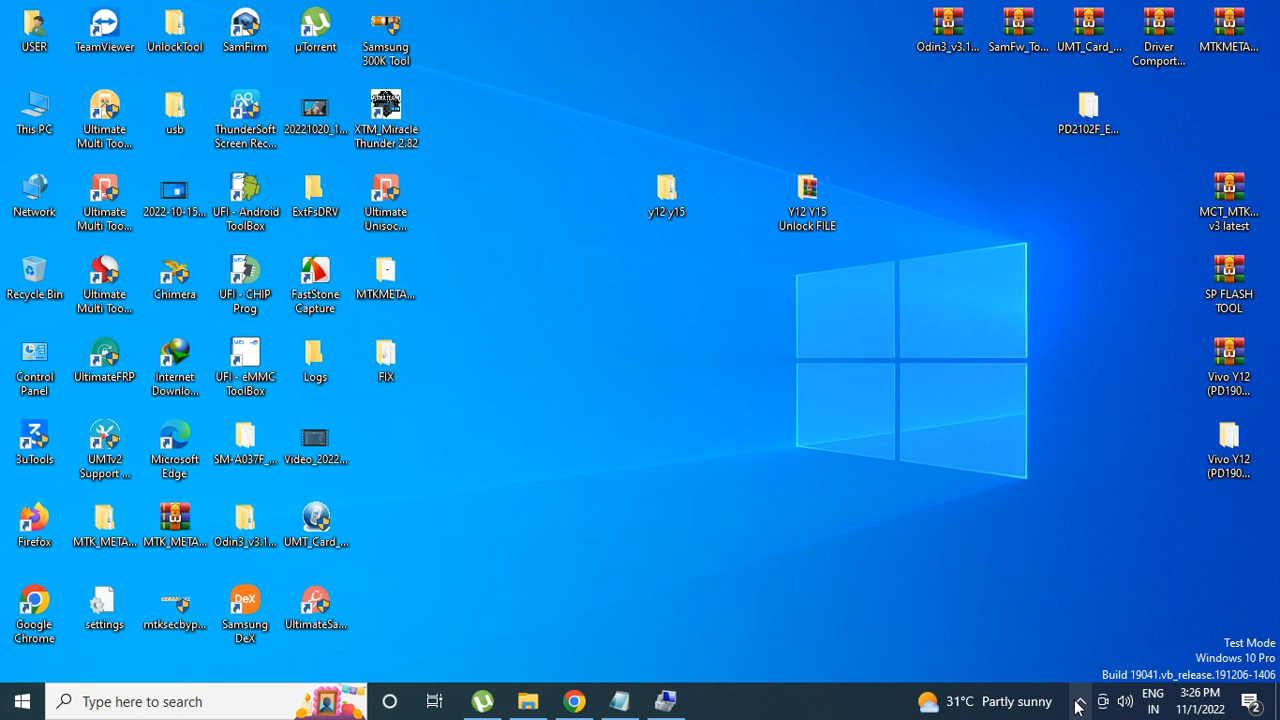 USER
TeamViewer
UnlockTool
SamFirm
µTorrent
Samsung
300K Tool
Odin3_v3.1...
SamFw_To...
UMT_Card_...
Driver
Comport...
MTKMETA...
This PC
Ultimate
Multi Too...
usb
ThunderSoft
Screen Rec...
20221020_1...
XTM_Miracle
Thunder 2.82
PD2102F_E...
Network
Ultimate
Multi Too...
2022-10-15...
UFI - Android
ToolBox
ExtFsDRV
Ultimate
Unisoc...
y12 y15
Y12 Y15
Unlock FILE
MCT_MTK...
v3 latest
Recycle Bin
Ultimate
Multi Too...
Chimera
UFI - CHIP
Prog
FastStone
Capture
MTKMETA...
SP FLASH
TOOL
Control
Panel
UltimateFRP
Internet
Downlo...
UFI - eMMC
ToolBox
Logs
FIX
Vivo Y12
(PD190...
3uTools
UMTv2
Support ...
Microsoft
Edge
SM-A037F_...
Video_2022...
Vivo Y12
(PD190...
Firefox
MTK_META...
MTK_META...
Odin3_v3.1...
UMT_Card_...
Google
Chrome
settings
mtksecbyp...
DeX
Samsung
DeX
UltimateSa...
Test Mode
Windows 10 Pro
Build 19041.vb_release.191206-1406
Type here to search
31°C Partly sunny
ENG
IN
3:26 PM
11/1/2022
2